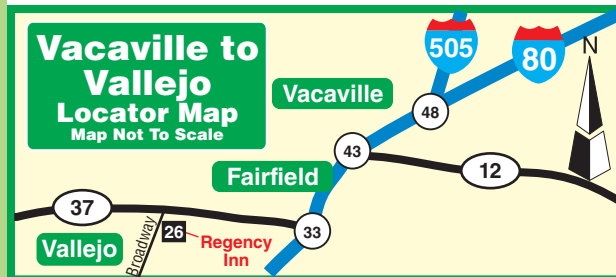 Vacaville to
Vallejo
Locator Map
Map Not To Scale
505
80
N
Vacaville
48
43
12
Fairfield
37
33
26
Regency
Inn
Vallejo
Broadway